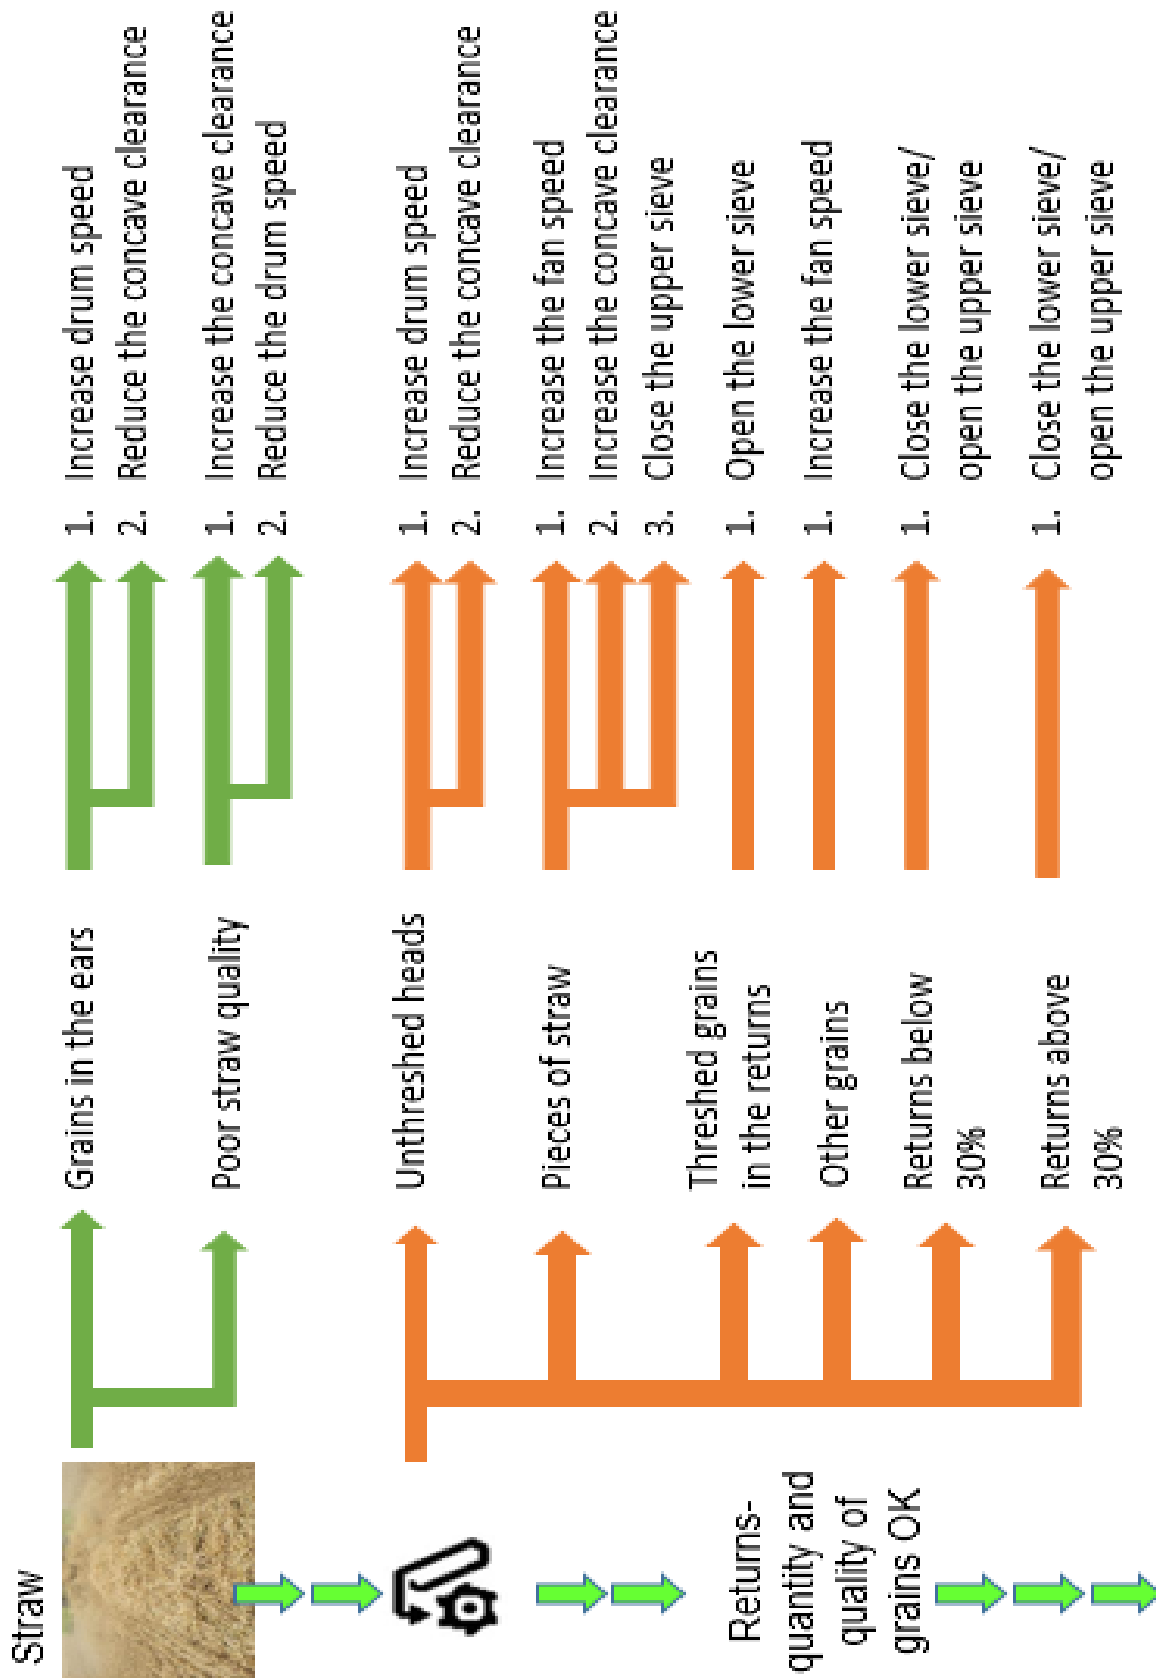 Straw
Grains in the ears
1. Increase drum speed
2. Reduce the concave clearance
Poor straw quality
1. Increase the concave clearance
2. Reduce the drum speed
Unthreshed heads
1. Increase drum speed
2. Reduce the concave clearance
Pieces of straw
1. Increase the fan speed
2. Increase the concave clearance
3. Close the upper sieve
Returns-
quantity and
quality of
grains OK
Threshed grains
in the returns
1. Open the lower sieve
Other grains
1. Increase the fan speed
Returns below
30%
1. Close the lower sieve/
open the upper sieve
Returns above
30%
1. Close the lower sieve/
open the upper sieve